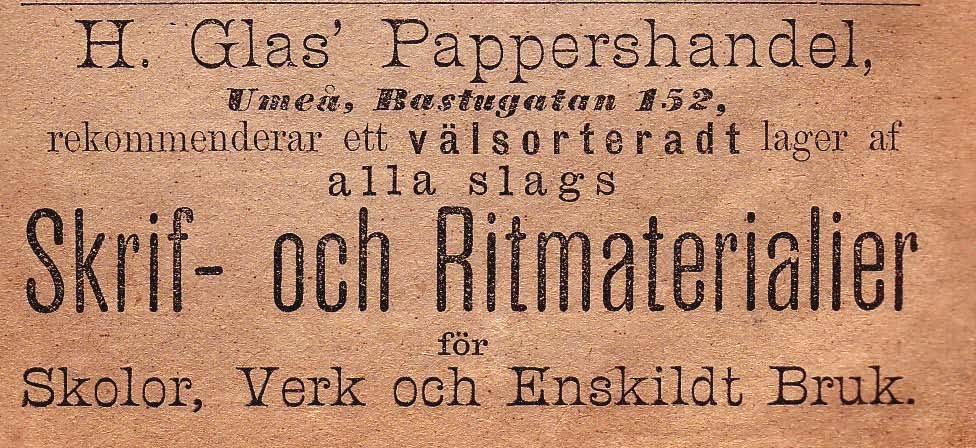 H. Glas' Pappershandel,
Umeå, Bastugatan 152,
rekommenderar ett välsorteradt lager af
alla slags
Skrif- och Ritmaterialier
för
Skolor, Verk och Enskildt Bruk.